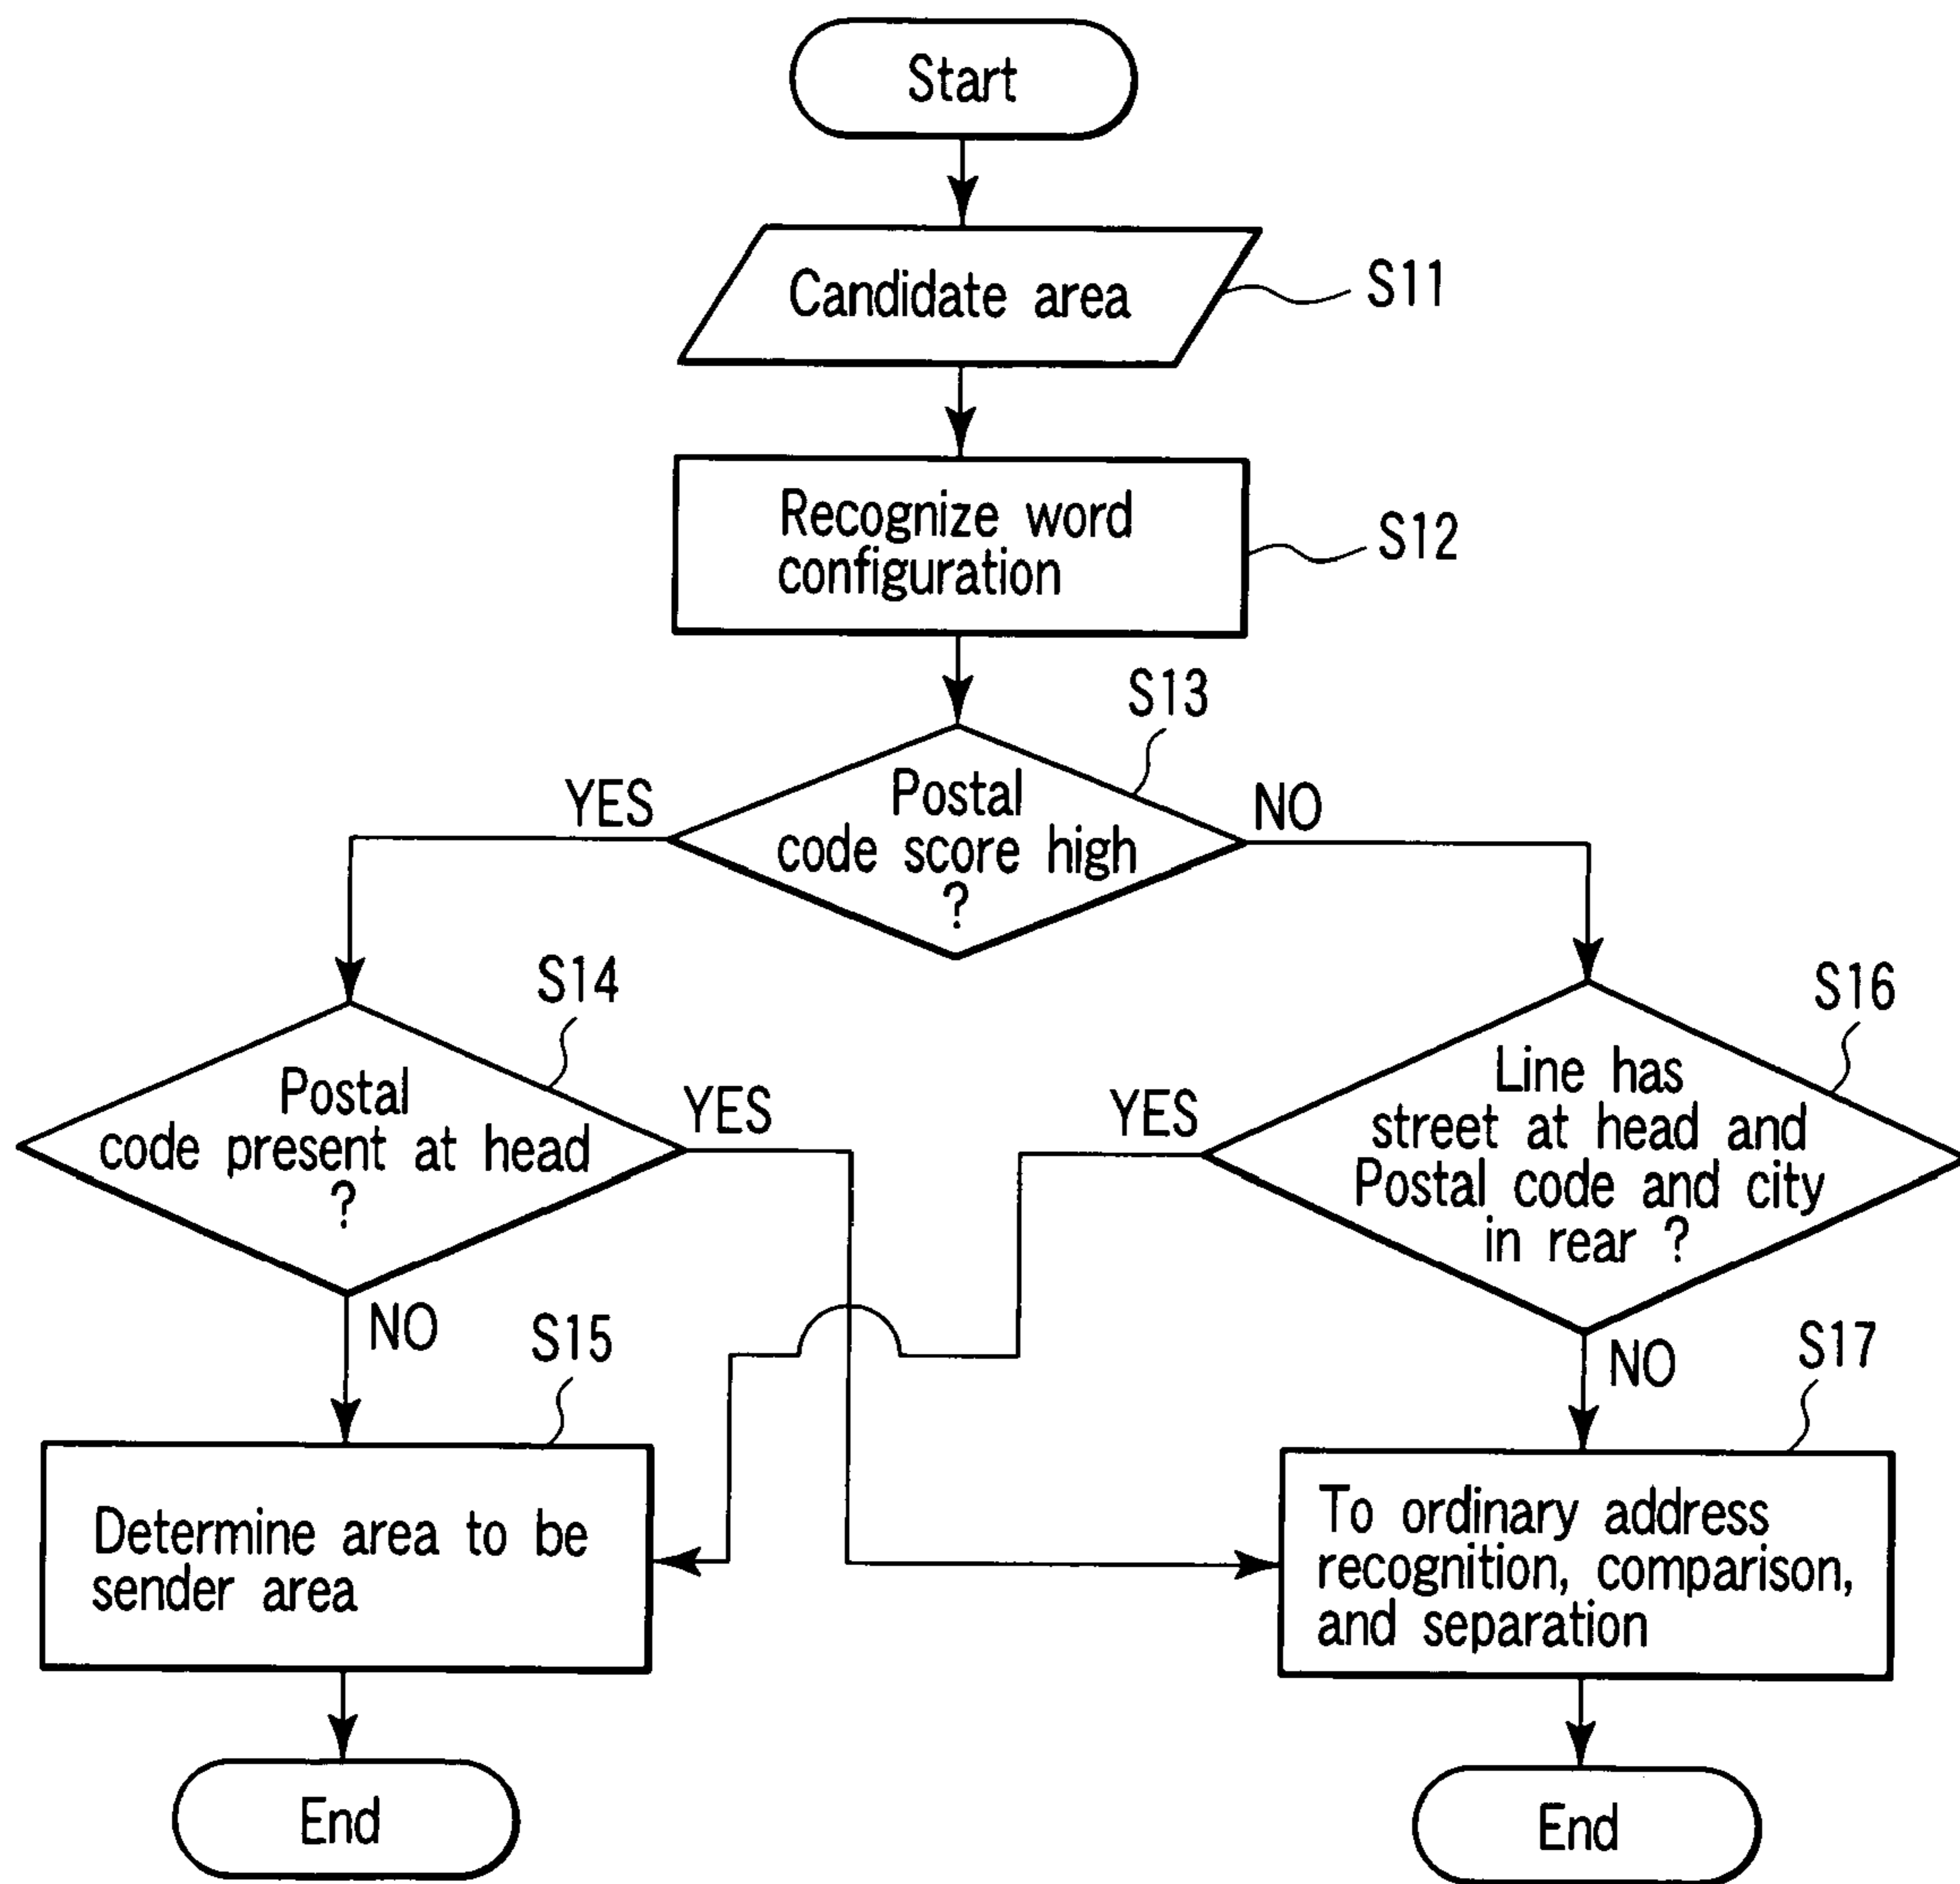 Start
Candidate area
S11
Recognize word
configuration
S12
S13
Postal
code score high
?
YES
NO
S14
Postal
code present at head
?
YES
NO
S16
Line has
street at head and
Postal code and city
in rear ?
YES
NO
S15
Determine area to be
sender area
S17
To ordinary address
recognition, comparison,
and separation
End
End